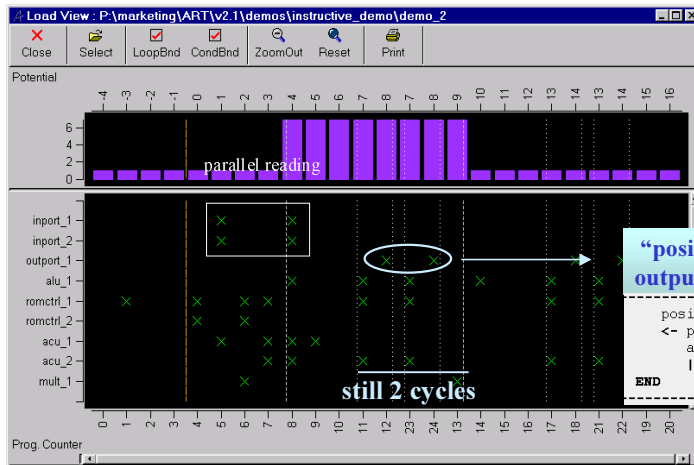 Load View : P:\marketing\ART\v2.1\demos\instructive_demo\demo_2
Close Select LoopBnd CondBnd ZoomOut Reset Print
Potential
-4 -3 -2 -1 0 1 2 3 4 5 6 7 8 7 8 9 10 11 12 13 14 13 14 15 16
6
4
2
0
parallel reading
inport_1
inport_2
outport_1
alu_1
romctrl_1
romctrl_2
acu_1
acu_2
mult_1
still 2 cycles
“posi
outpu
posi
<- p
a
|
END
0 1 2 3 4 5 6 7 8 9 10 11 12 23 24 13 14 15 16 17 18 21 22 19 20
Prog. Counter